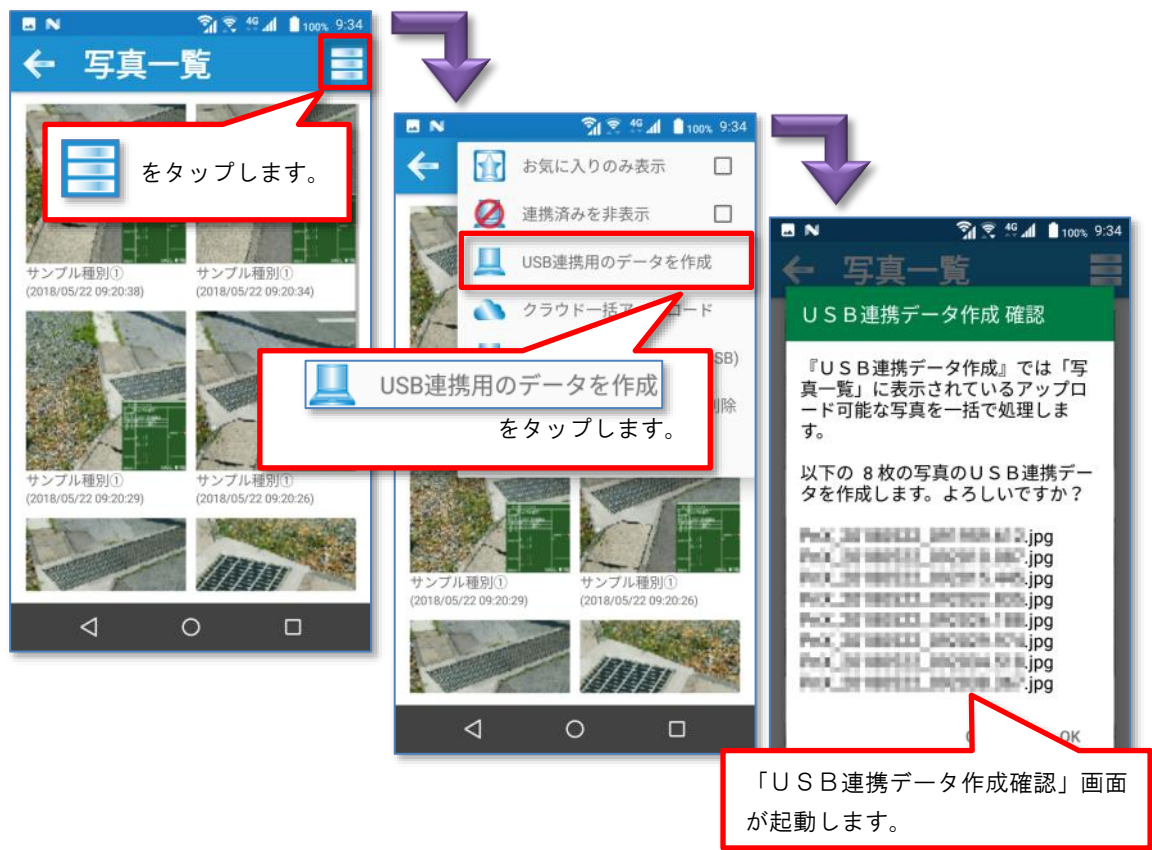 4G 100% 9:34
写真一覧
をタップします。
サンプル種別①
(2018/05/22 09:20:38)
サンプル種別①
(2018/05/22 09:20:34)
サンプル種別①
(2018/05/22 09:20:29)
サンプル種別①
(2018/05/22 09:20:26)
4G 100% 9:34
お気に入りのみ表示
連携済みを非表示
USB連携用のデータを作成
クラウド一括ア
ード
SB)
削除
USB連携用のデータを作成
をタップします。
サンプル種別①
(2018/05/22 09:20:29)
サンプル種別①
(2018/05/22 09:20:26)
4G 100% 9:34
写真一覧
ＵＳＢ連携データ作成 確認
『ＵＳＢ連携データ作成』では「写
真一覧」に表示されているアップロ
ード可能な写真を一括で処理しま
す。
以下の 8枚の写真のＵＳＢ連携デー
タを作成します。よろしいですか？
.jpg
.jpg
.jpg
.jpg
.jpg
.jpg
.jpg
.jpg
OK
「ＵＳＢ連携データ作成確認」画面
が起動します。